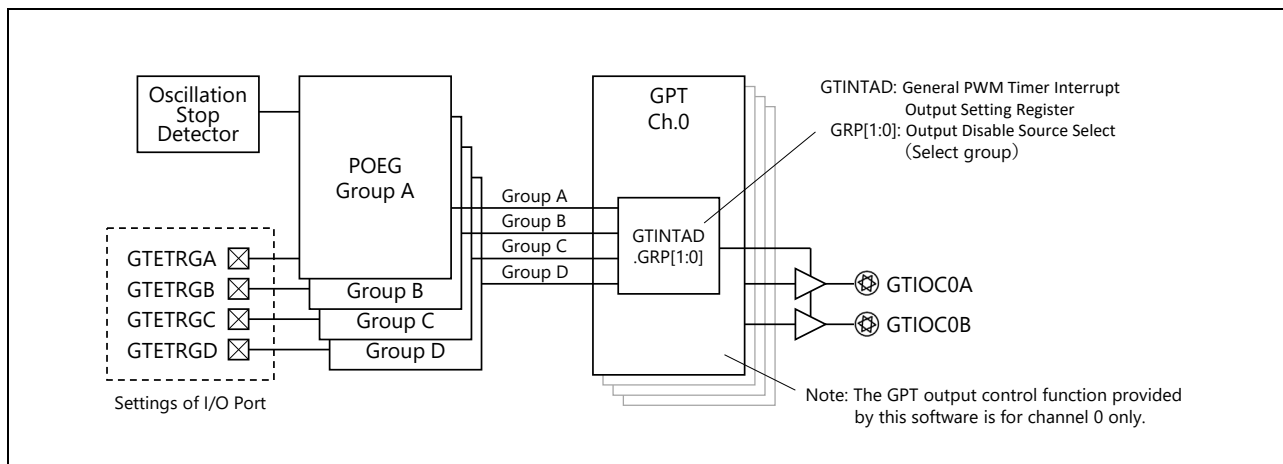 Oscillation
Stop
Detector
POEG
Group A
Group B
Group C
Group D
GTETRGA
GTETRGB
GTETRGC
GTETRGD
Settings of I/O Port
Group A
Group B
Group C
Group D
GPT
Ch.0
GTINTAD
.GRP[1:0]
GTINTAD: General PWM Timer Interrupt
Output Setting Register
GRP[1:0]: Output Disable Source Select
（Select group）
GTIOC0A
GTIOC0B
Note: The GPT output control function provided
by this software is for channel 0 only.